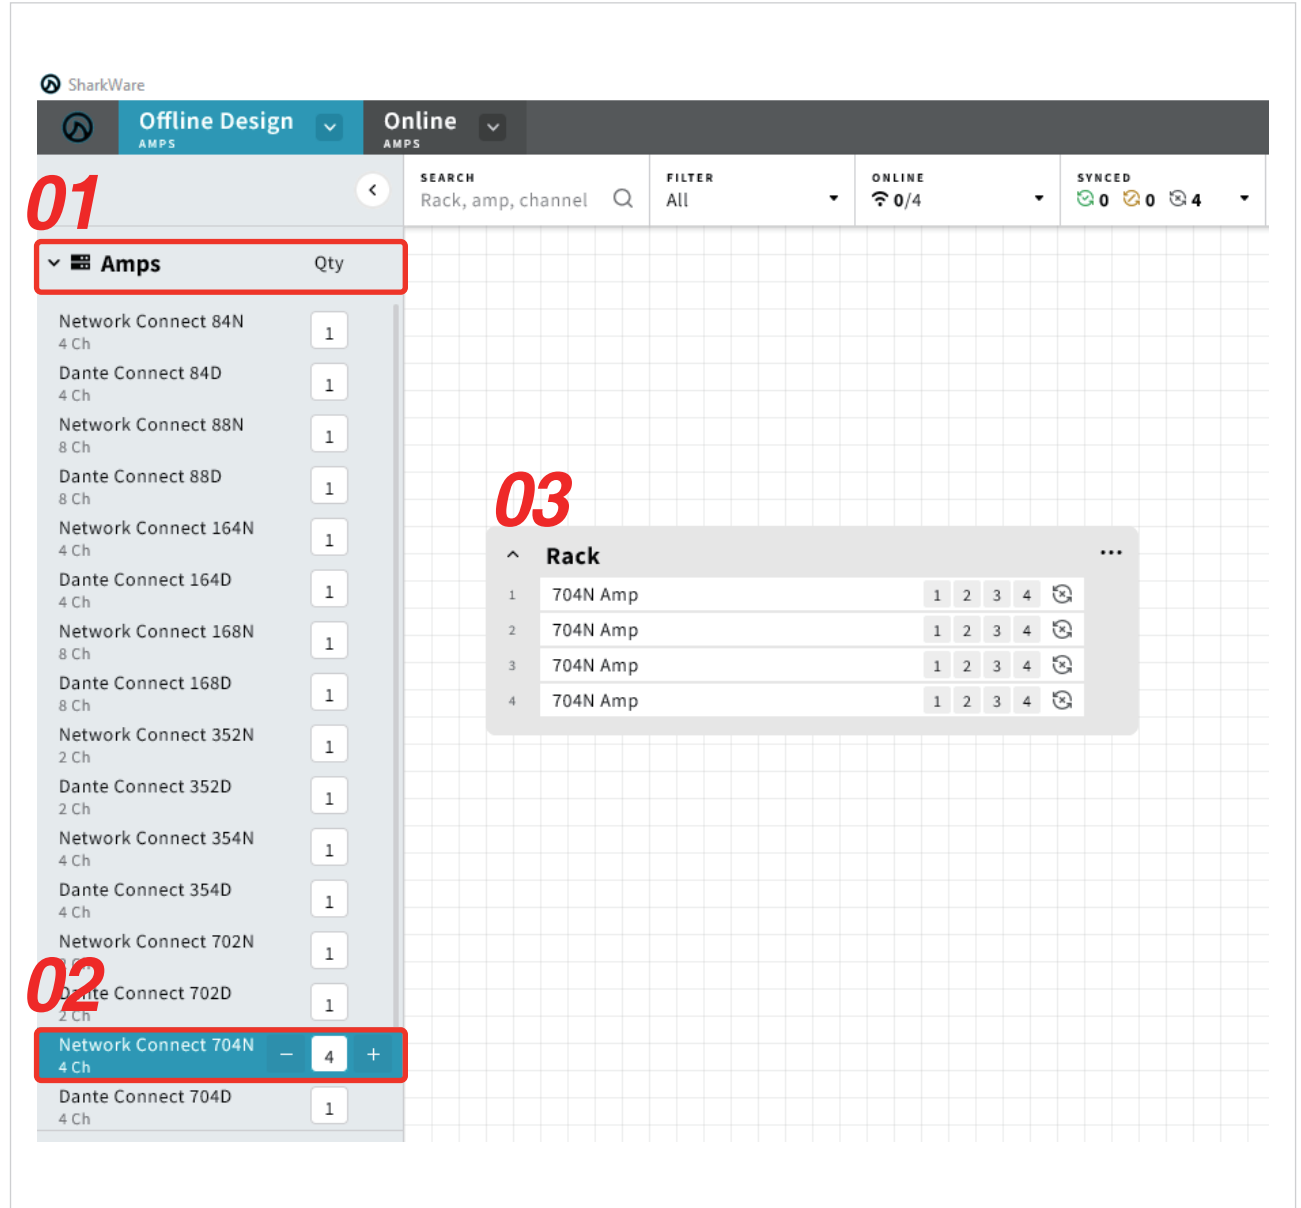 SharkWare
Offline Design
AMPS
Online
AMPS
01
SEARCH
Rack, amp, channel
FILTER
All
ONLINE
0/4
SYNCED
0 0 4
Amps Qty
Network Connect 84N
4 Ch
1
Dante Connect 84D
4 Ch
1
Network Connect 88N
8 Ch
1
Dante Connect 88D
8 Ch
1
Network Connect 164N
4 Ch
1
Dante Connect 164D
4 Ch
1
Network Connect 168N
8 Ch
1
Dante Connect 168D
8 Ch
1
Network Connect 352N
2 Ch
1
Dante Connect 352D
2 Ch
1
Network Connect 354N
4 Ch
1
Dante Connect 354D
4 Ch
1
Network Connect 702N
1
02
Dante Connect 702D
2 Ch
1
Network Connect 704N
4 Ch
− 4 +
Dante Connect 704D
4 Ch
1
03
Rack
1 704N Amp 1 2 3 4
2 704N Amp 1 2 3 4
3 704N Amp 1 2 3 4
4 704N Amp 1 2 3 4